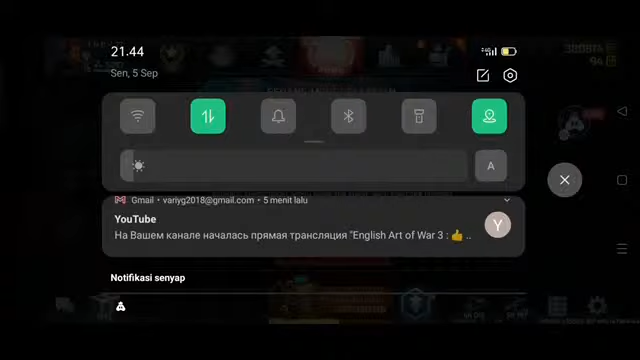 21.44
Sen, 5 Sep
A
Gmail • variyg2018@gmail.com • 5 menit lalu
YouTube
На Вашем канале началась прямая трансляция "English Art of War 3 : 👍 ..
Y
Notifikasi senyap